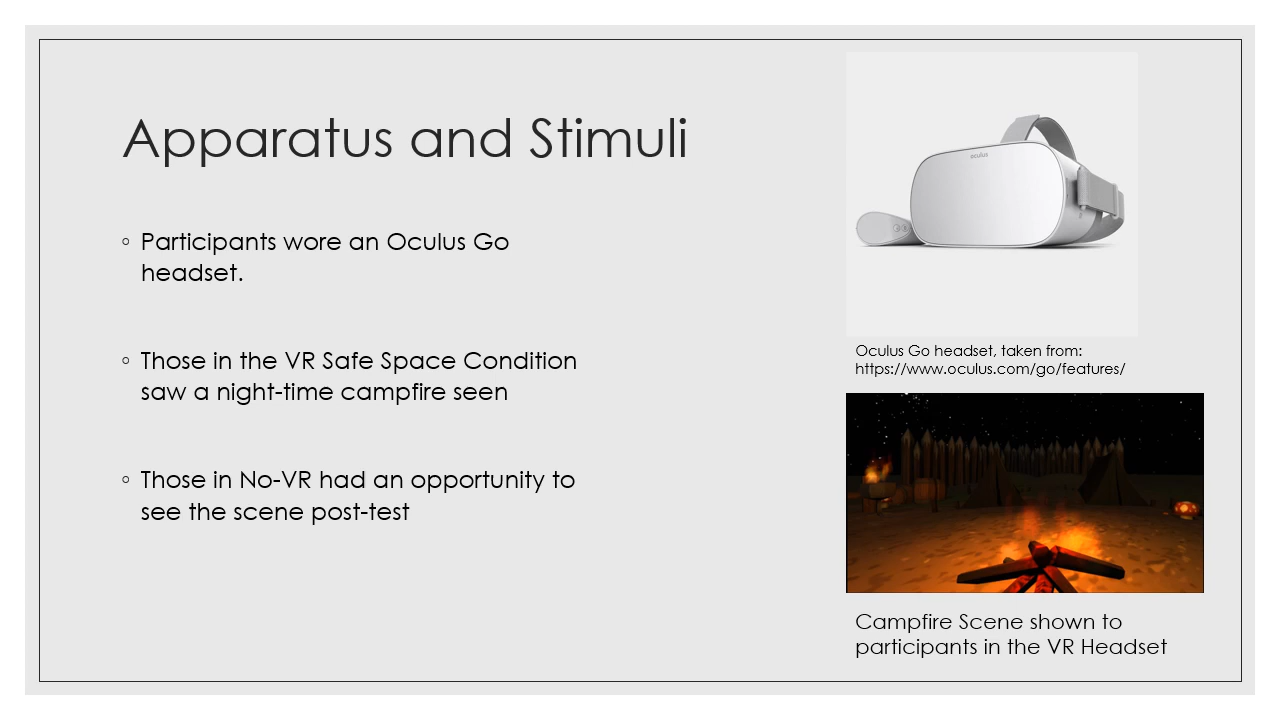 Apparatus and Stimuli
◦ Participants wore an Oculus Go
headset.
◦ Those in the VR Safe Space Condition
saw a night-time campfire seen
◦ Those in No-VR had an opportunity to
see the scene post-test
oculus
Oculus Go headset, taken from:
https://www.oculus.com/go/features/
Campfire Scene shown to
participants in the VR Headset